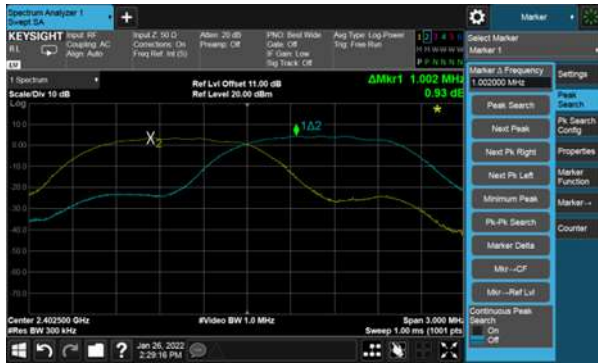 Spectrum Analyzer 1
Swept SA
+
Marker
KEYSIGHT Input: RF Input Z: 50 Ω Atten: 20 dB PNO: Best Wide Avg Type: Log-Power 1 2 3 4 5 6
RL Coupling: AC Corrections: On Preamp: Off Gate: Off Trig: Free Run
Align: Auto Freq Ref: Int (S) IF Gain: Low
Sig Track: Off P P N N N N
Select Marker
Marker 1
1 Spectrum
Scale/Div 10 dB
Ref Lvl Offset 11.00 dB
Ref Level 20.00 dBm
ΔMkr1 1.002 MHz
0.93 dB
Log
10.0
0.00
-10.0
-20.0
-30.0
-40.0
-50.0
-60.0
-70.0
X2
1Δ2
Marker Δ Frequency
1.002000 MHz
Peak Search
Next Peak
Next Pk Right
Next Pk Left
Minimum Peak
Pk-Pk Search
Marker Delta
Mkr→CF
Mkr→Ref Lvl
Continuous Peak
Search
On
Off
Settings
Peak
Search
Pk Search
Config
Properties
Marker
Function
Marker→
Counter
Center 2.402500 GHz
#Res BW 300 kHz
#Video BW 1.0 MHz
Span 3.000 MHz
Sweep 1.00 ms (1001 pts)
?
Jan 26, 2022
2:29:16 PM